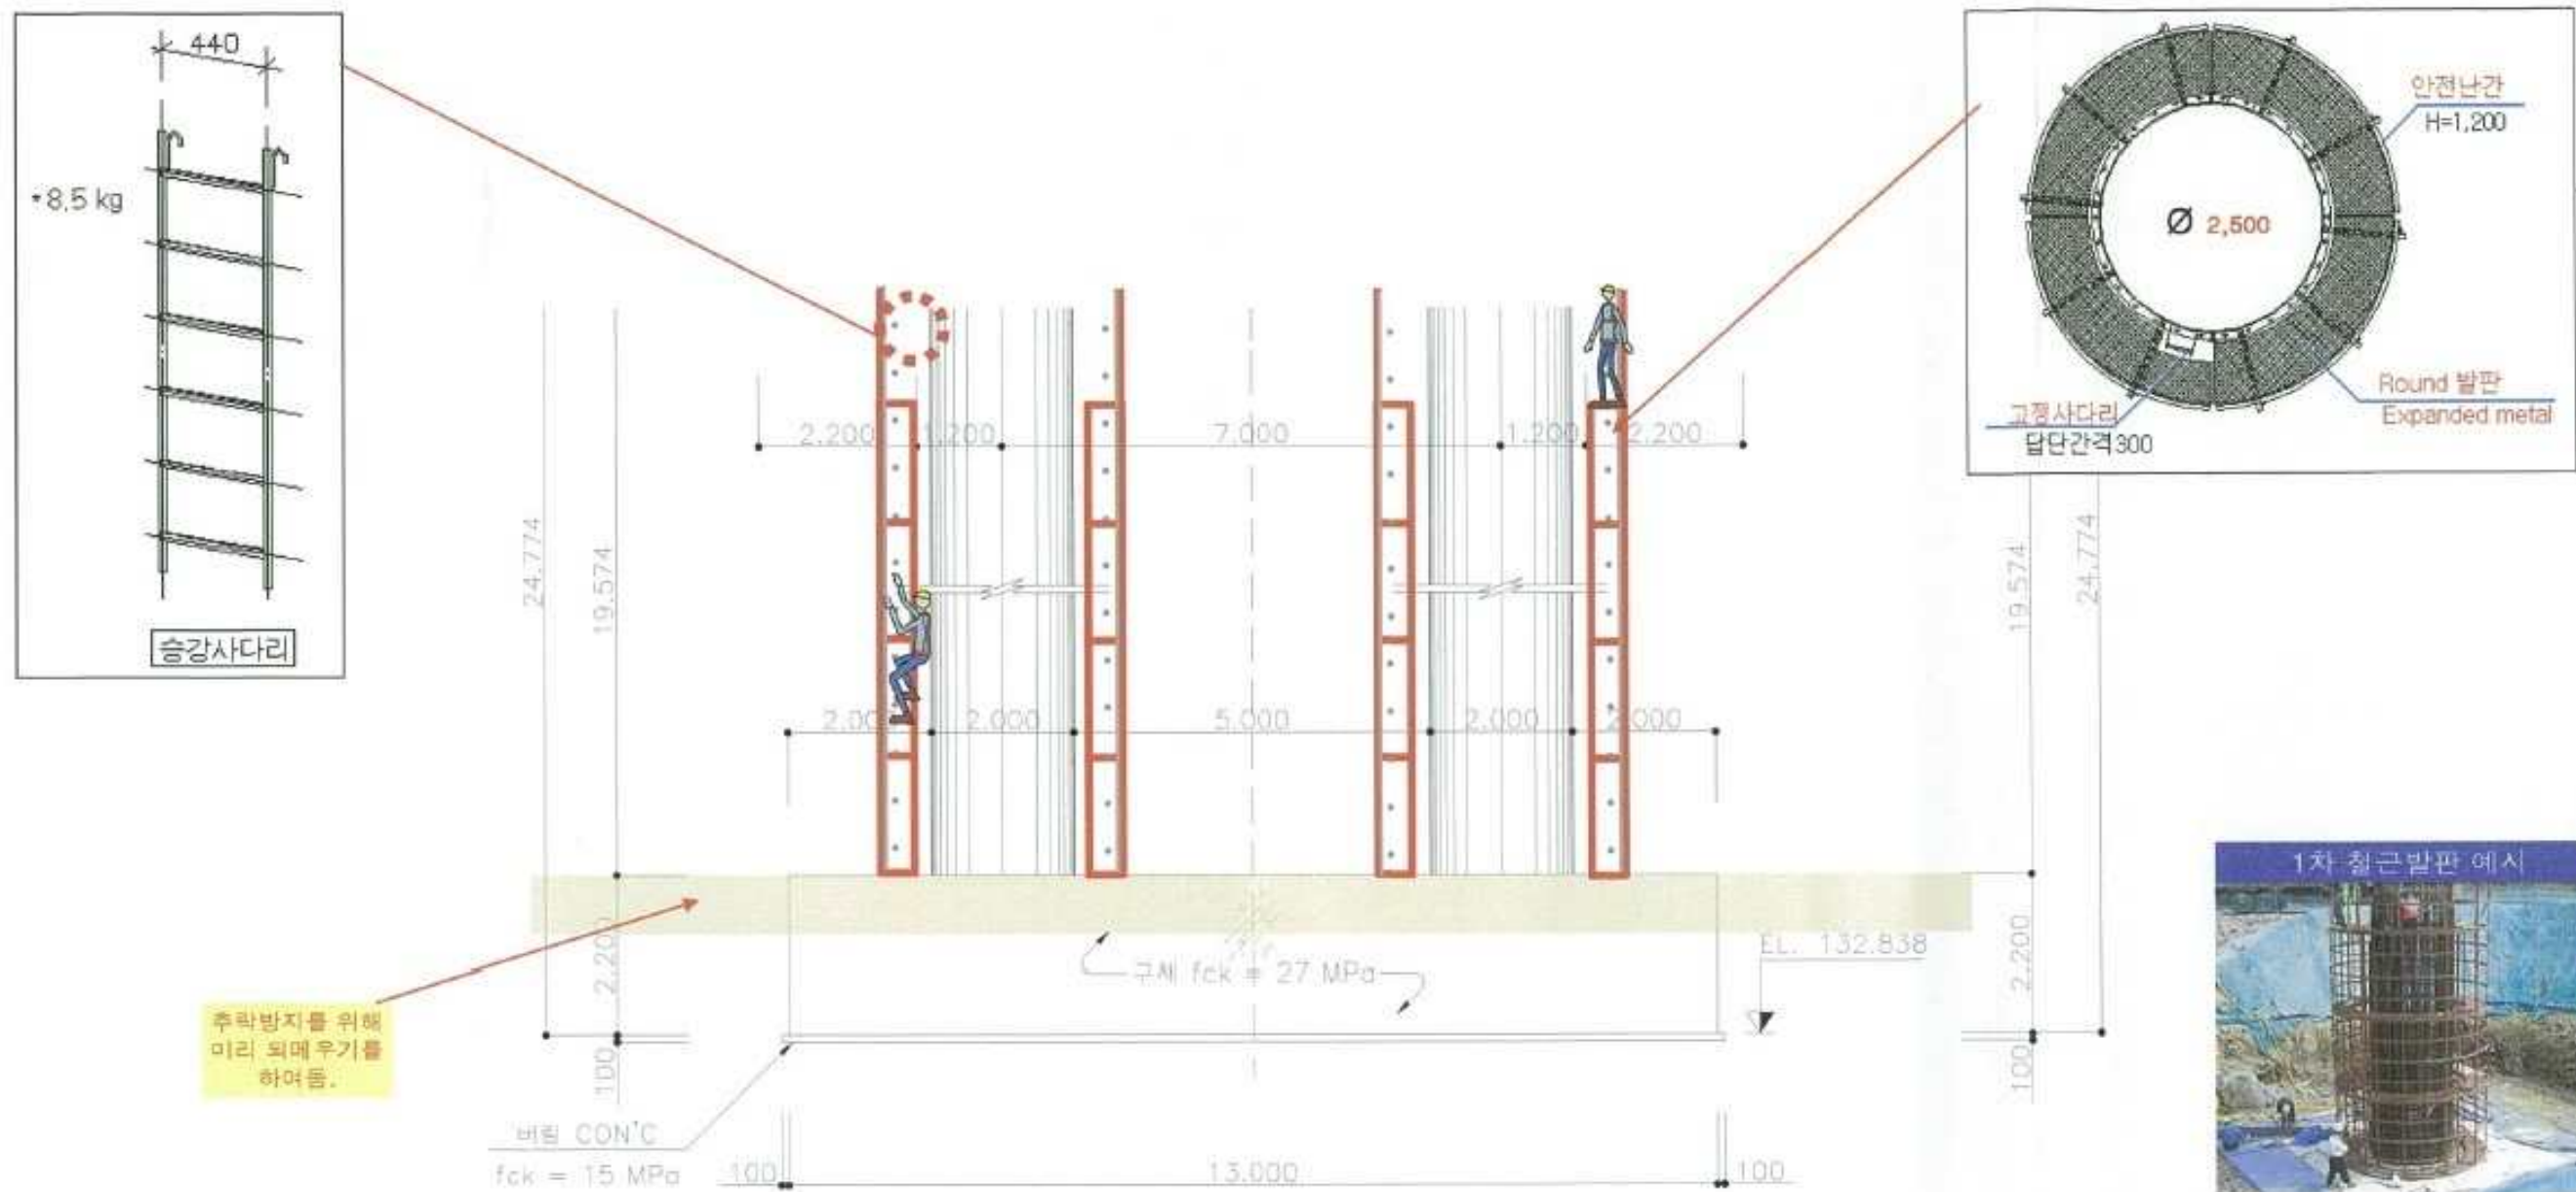 440
*8,5 kg
승강사다리
안전난간
H=1,200
Ø 2,500
Round 발판
Expanded metal
고정사다리
답단간격300
2.200
1.200
7.000
1.200
2.200
24.774
19.574
19.574
24.774
2.000
2.000
5.000
2.000
2.000
1차 철근발판 예시
EL. 132.838
구체 fck = 27 MPa
2.200
2.200
추락방지를 위해
미리 되메우기를
하여둠.
100
100
버림 CON'C
fck = 15 MPa
100
13.000
100